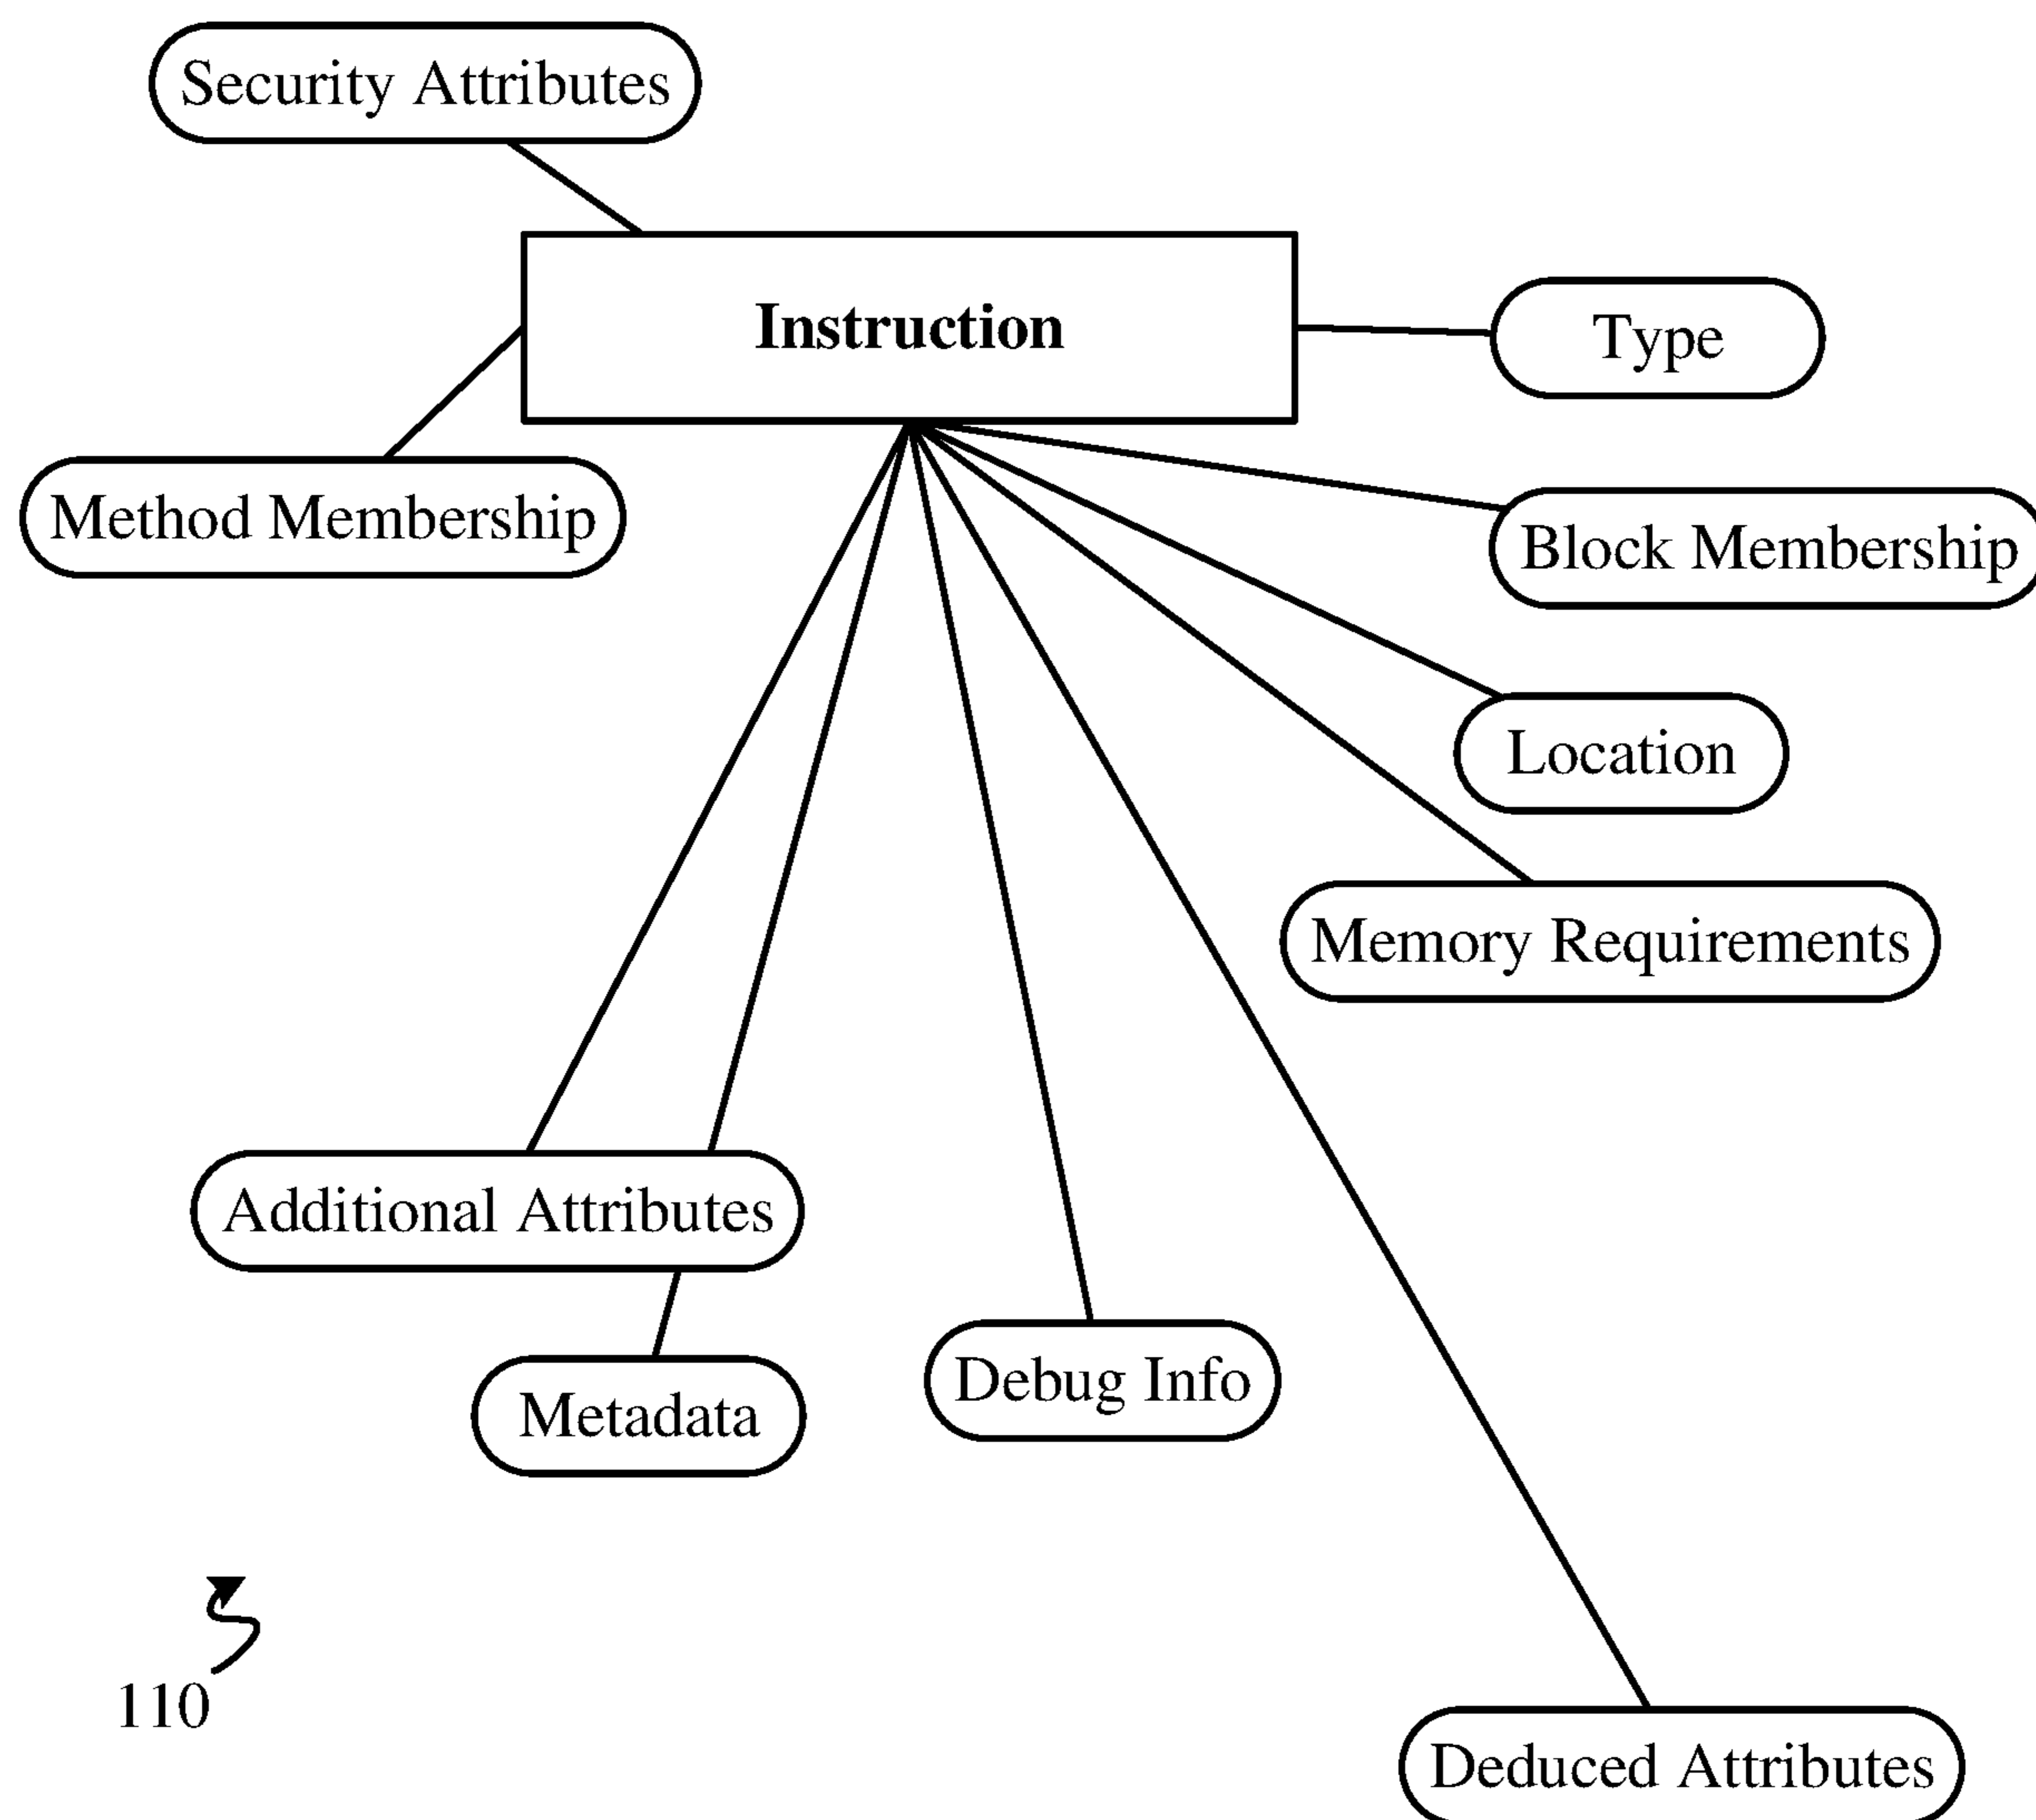 Security Attributes
Instruction
Type
Method Membership
Block Membership
Location
Memory Requirements
Additional Attributes
Debug Info
Metadata
110
Deduced Attributes